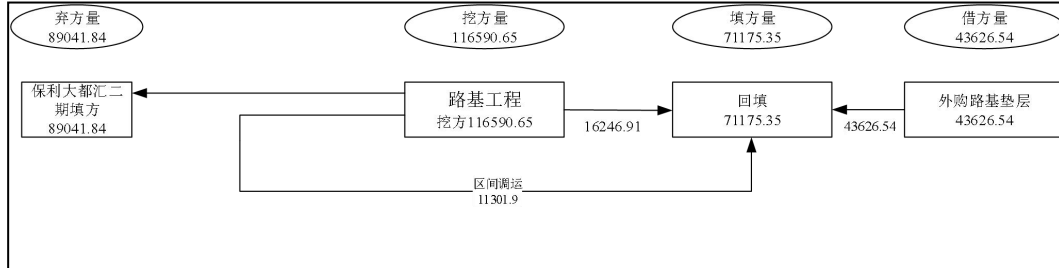 弃方量
89041.84
挖方量
116590.65
填方量
71175.35
借方量
43626.54
保利大都汇二
期填方
89041.84
路基工程
挖方116590.65
16246.91
回填
71175.35
43626.54
外购路基垫层
43626.54
区间调运
11301.9